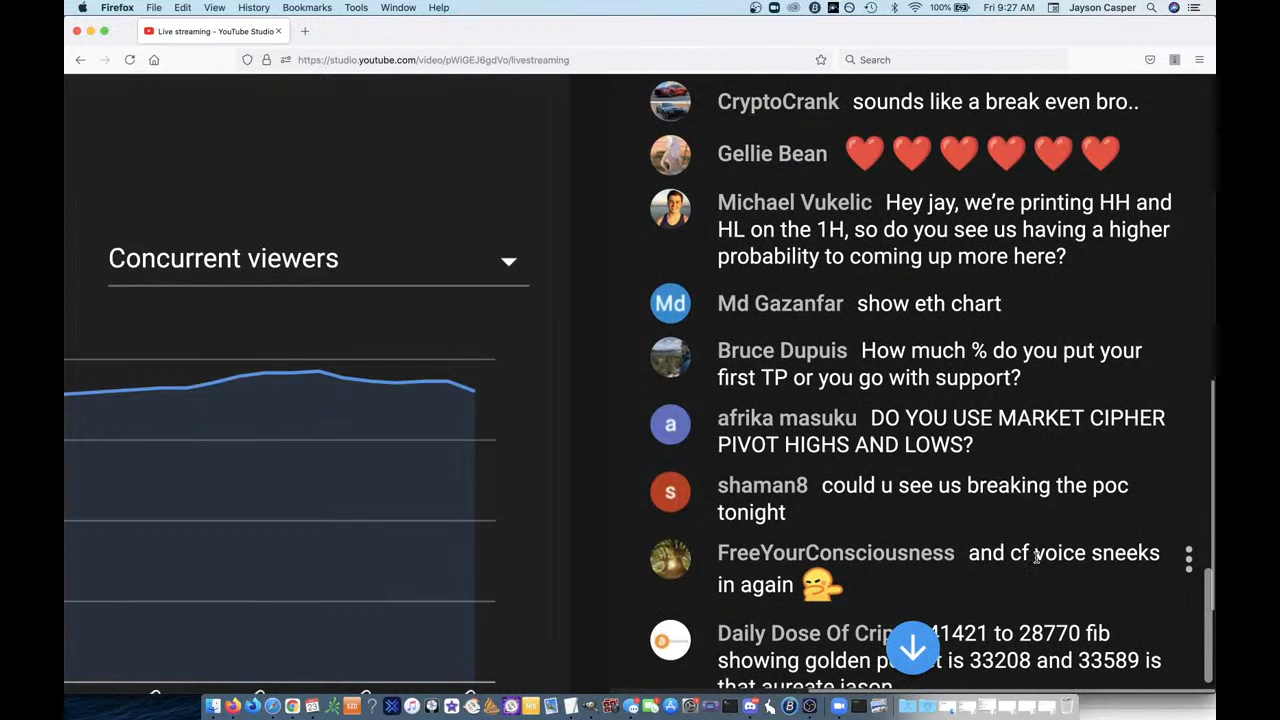 Firefox File Edit View History Bookmarks Tools Window Help 100% Fri 9:27 AM Jayson Casper
Live streaming - YouTube Studio
https://studio.youtube.com/video/pWiGEJ6gdVo/livestreaming Search
CryptoCrank sounds like a break even bro..
Gellie Bean
Michael Vukelic Hey jay, we’re printing HH and
HL on the 1H, so do you see us having a higher
probability to coming up more here?
Concurrent viewers
Md Md Gazanfar show eth chart
Bruce Dupuis How much % do you put your
first TP or you go with support?
a afrika masuku DO YOU USE MARKET CIPHER
PIVOT HIGHS AND LOWS?
s shaman8 could u see us breaking the poc
tonight
FreeYourConsciousness and cf voice sneeks
in again
Daily Dose Of 41421 to 28770 fib
showing golden is 33208 and 33589 is
that aureate jason